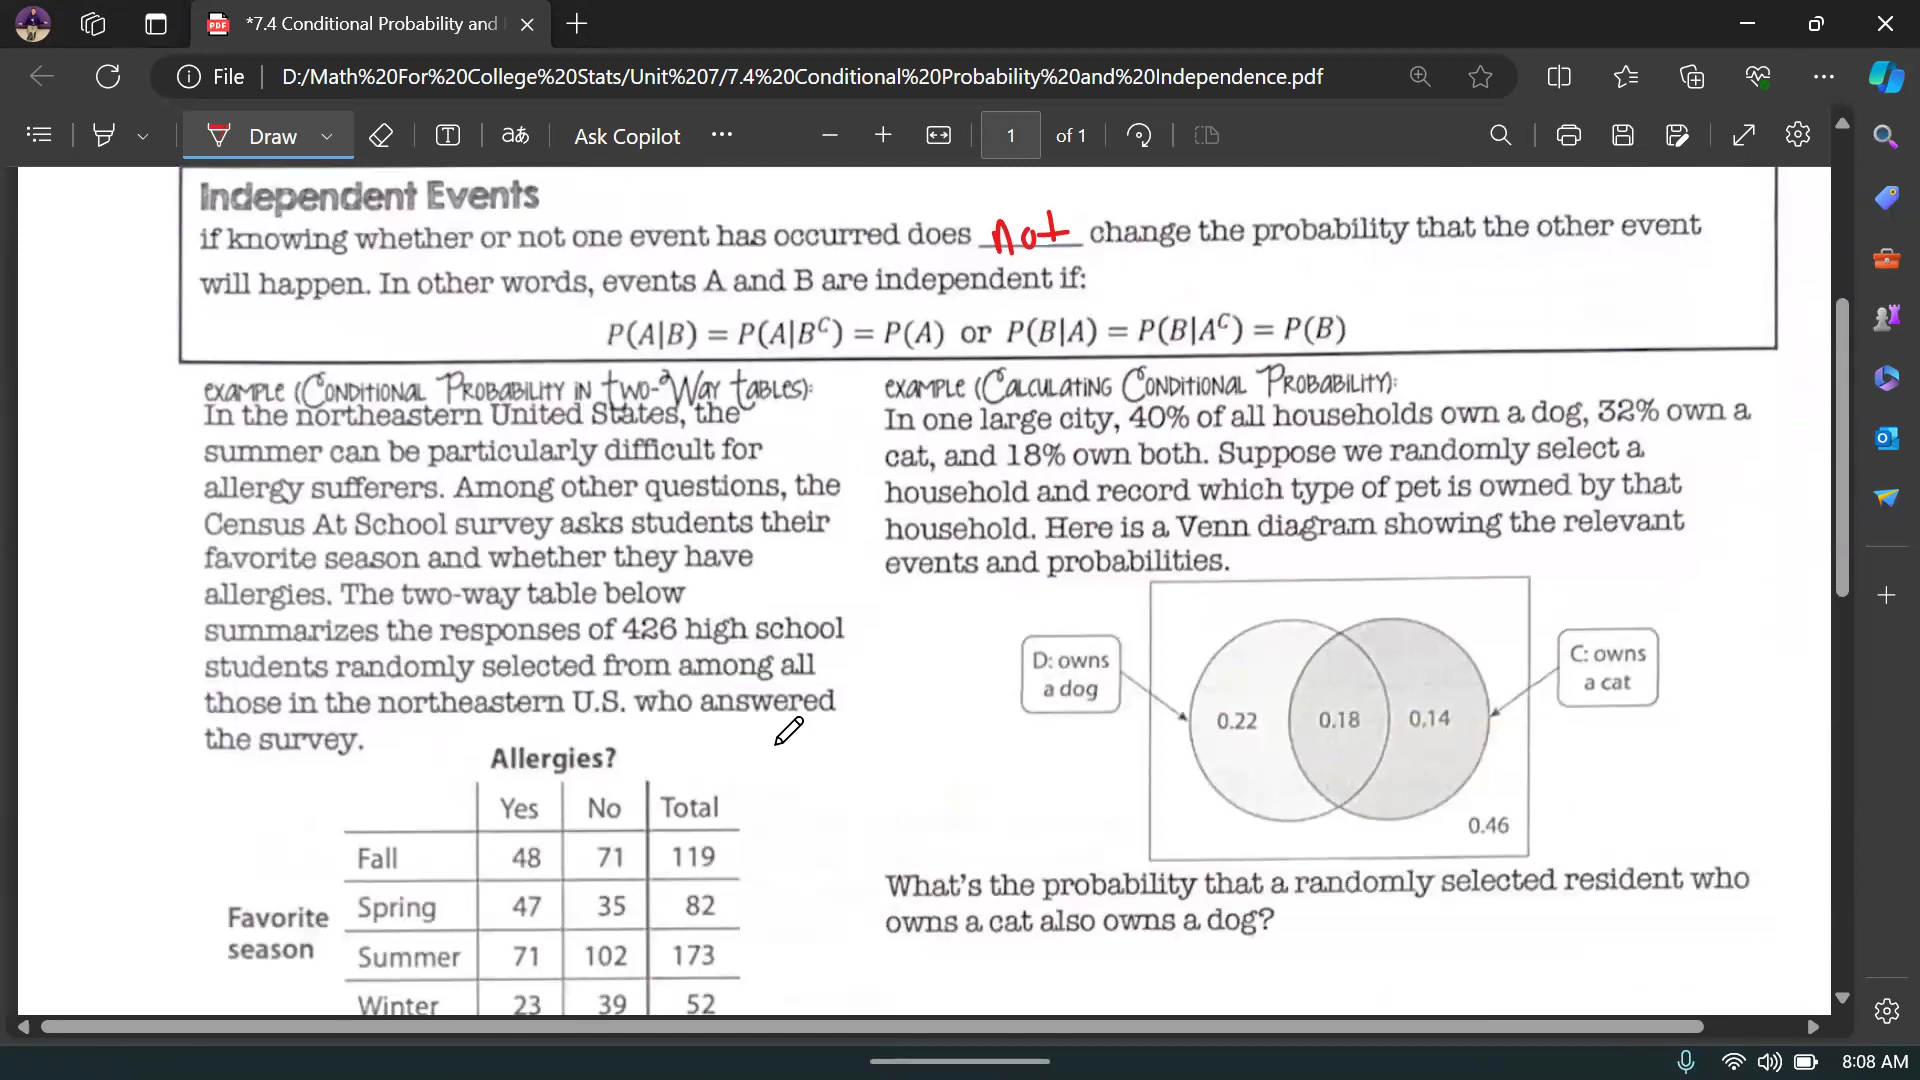 *7.4 Conditional Probability and
File
D:/Math%20For%20College%20Stats/Unit%207/7.4%20Conditional%20Probability%20and%20Independence.pdf
Draw
aあ
Ask Copilot
1 of 1
Independent Events
if knowing whether or not one event has occurred does not change the probability that the other event
will happen. In other words, events A and B are independent if:
P(A|B) = P(A|Bᶜ) = P(A) or P(B|A) = P(B|Aᶜ) = P(B)
EXAMPLE (CONDITIONAL PROBABILITY IN TWO-WAY TABLES):
In the northeastern United States, the
summer can be particularly difficult for
allergy sufferers. Among other questions, the
Census At School survey asks students their
favorite season and whether they have
allergies. The two-way table below
summarizes the responses of 426 high school
students randomly selected from among all
those in the northeastern U.S. who answered
the survey.
Allergies?
Yes No Total
Fall 48 71 119
Spring 47 35 82
Favorite season
Summer 71 102 173
Winter 23 39 52
EXAMPLE (CALCULATING CONDITIONAL PROBABILITY):
In one large city, 40% of all households own a dog, 32% own a
cat, and 18% own both. Suppose we randomly select a
household and record which type of pet is owned by that
household. Here is a Venn diagram showing the relevant
events and probabilities.
D: owns
a dog
C: owns
a cat
0.22 0.18 0.14
0.46
What's the probability that a randomly selected resident who
owns a cat also owns a dog?
8:08 AM